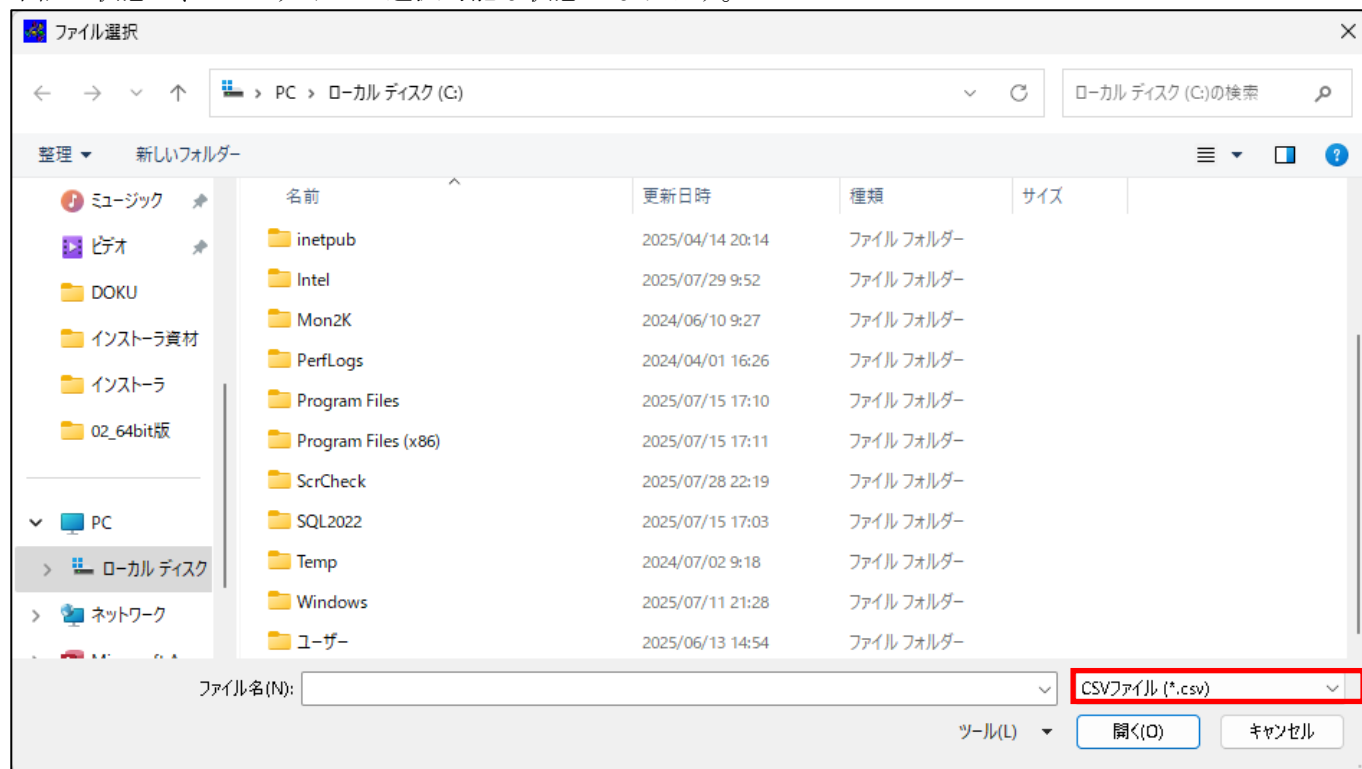 ファイル選択
PC › ローカル ディスク (C:)
ローカル ディスク (C:)の検索
整理
新しいフォルダー
ミュージック
ビデオ
DOKU
インストーラ資材
インストーラ
02_64bit版
PC
ローカル ディスク
ネットワーク
名前 更新日時 種類 サイズ
inetpub 2025/04/14 20:14 ファイル フォルダー
Intel 2025/07/29 9:52 ファイル フォルダー
Mon2K 2024/06/10 9:27 ファイル フォルダー
PerfLogs 2024/04/01 16:26 ファイル フォルダー
Program Files 2025/07/15 17:10 ファイル フォルダー
Program Files (x86) 2025/07/15 17:11 ファイル フォルダー
ScrCheck 2025/07/28 22:19 ファイル フォルダー
SQL2022 2025/07/15 17:03 ファイル フォルダー
Temp 2024/07/02 9:18 ファイル フォルダー
Windows 2025/07/11 21:28 ファイル フォルダー
ユーザー 2025/06/13 14:54 ファイル フォルダー
ファイル名(N):
CSVファイル (*.csv)
ツール(L)
開く(O)
キャンセル